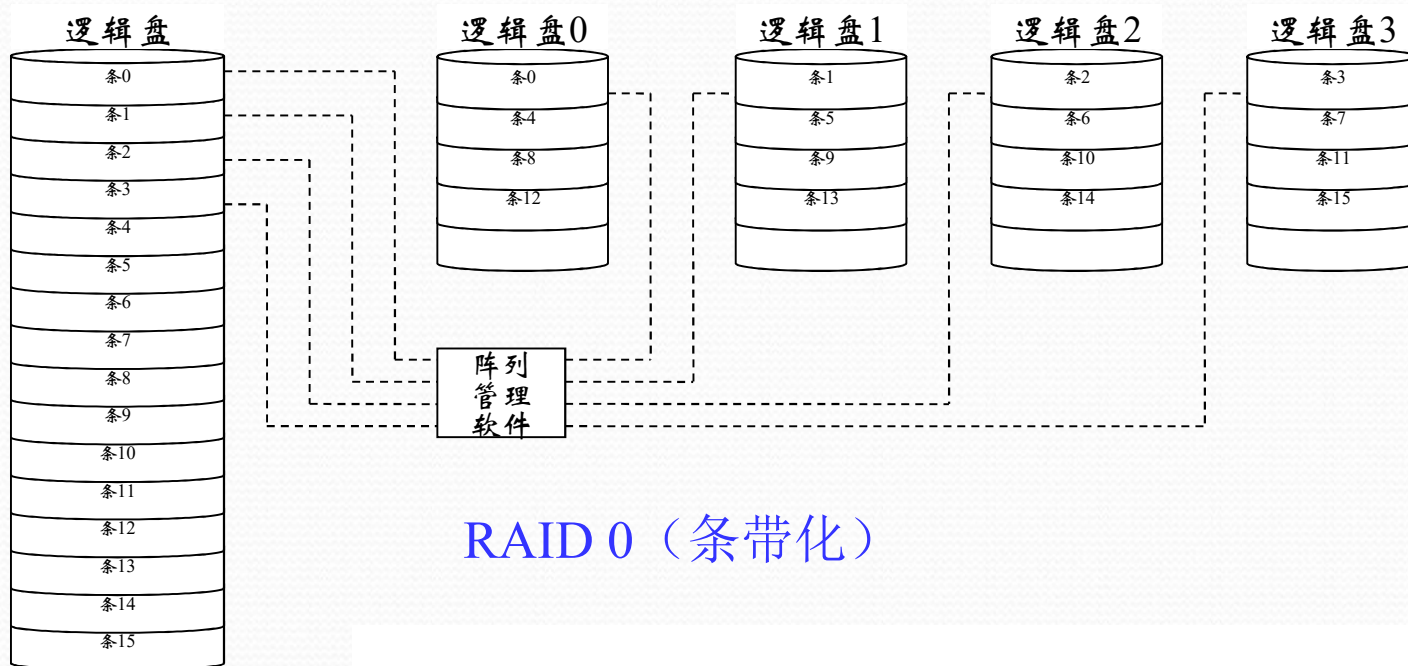 逻辑盘
条0
条1
条2
条3
条4
条5
条6
条7
条8
条9
条10
条11
条12
条13
条14
条15
逻辑盘0
条0
条4
条8
条12
逻辑盘1
条1
条5
条9
条13
逻辑盘2
条2
条6
条10
条14
逻辑盘3
条3
条7
条11
条15
阵列
管理
软件
RAID 0（条带化）